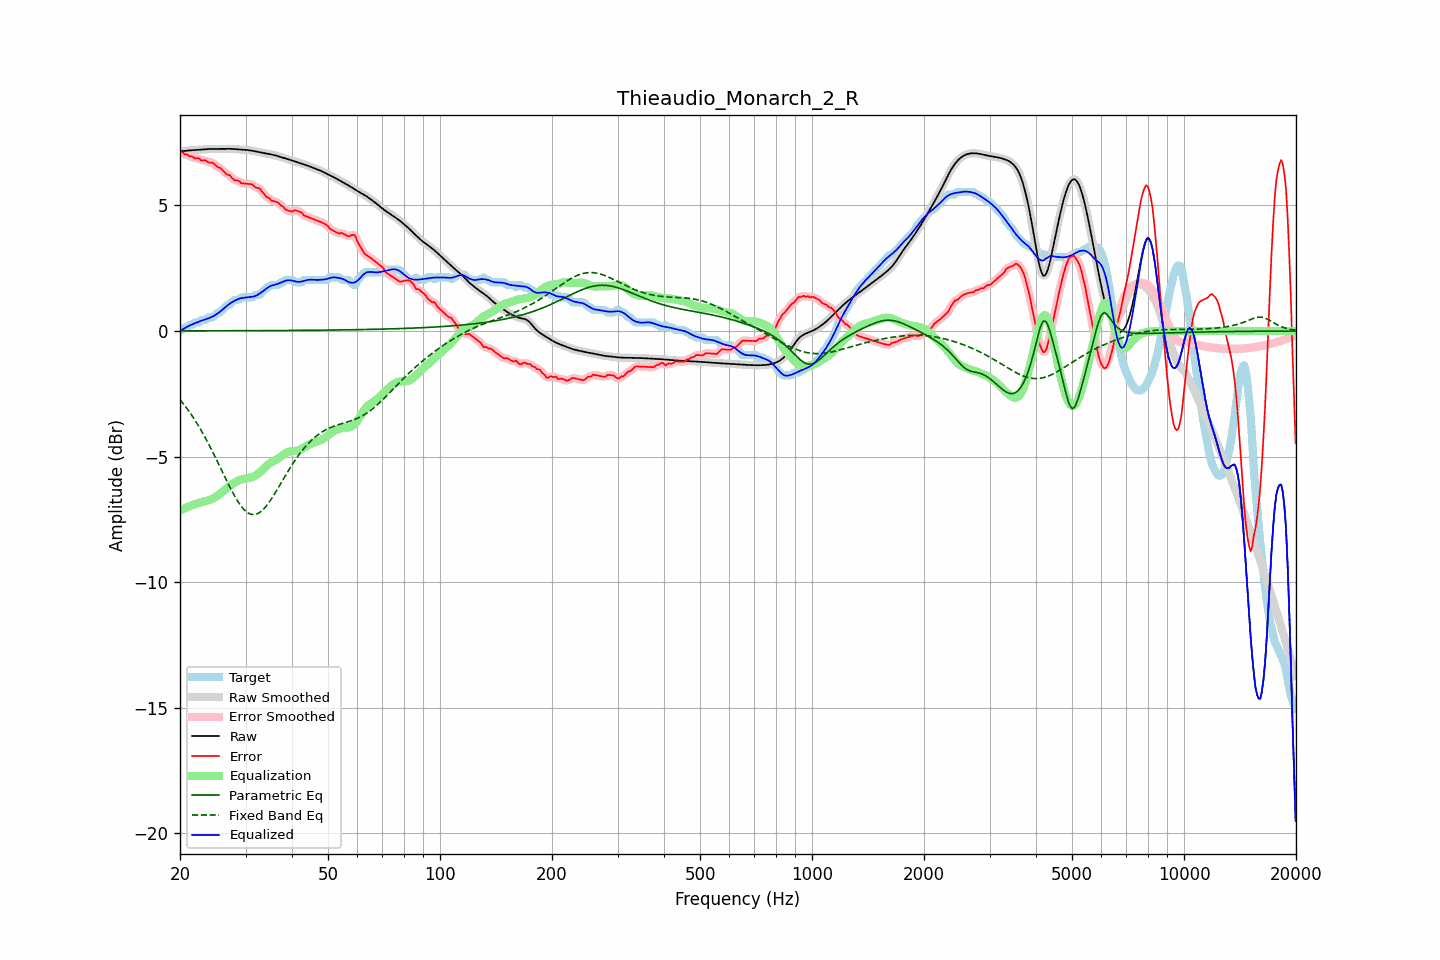 Thieaudio_Monarch_2_R
Amplitude (dBr)
5
0
−5
−10
−15
−20
Target
Raw Smoothed
Error Smoothed
Raw
Error
Equalization
Parametric Eq
Fixed Band Eq
Equalized
20 50 100 200 500 1000 2000 5000 10000 20000
Frequency (Hz)